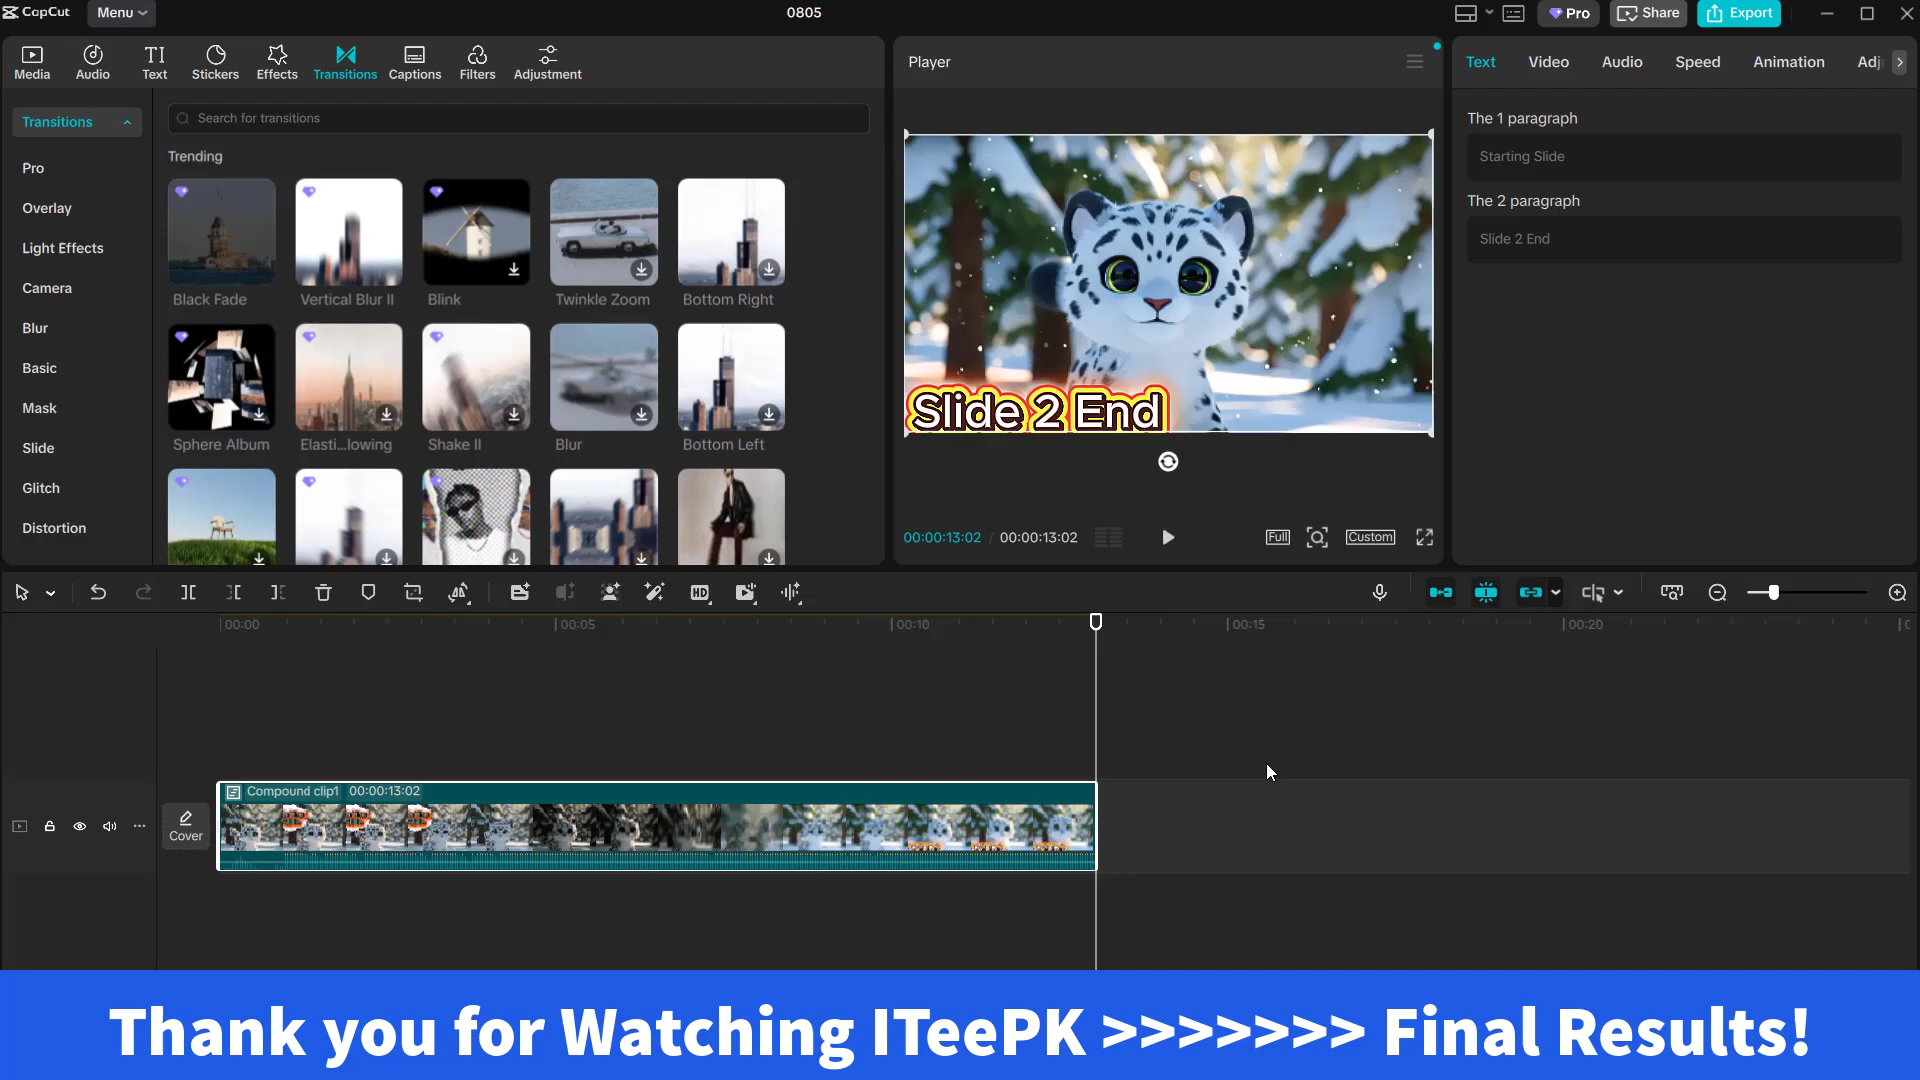 CapCut
Menu
0805
Pro
Share
Export
Media
Audio
Text
Stickers
Effects
Transitions
Captions
Filters
Adjustment
Player
Text
Video
Audio
Speed
Animation
Adj
Transitions
Search for transitions
The 1 paragraph
Starting Slide
The 2 paragraph
Slide 2 End
Trending
Pro
Overlay
Light Effects
Camera
Blur
Basic
Mask
Slide
Glitch
Distortion
Black Fade
Vertical Blur II
Blink
Twinkle Zoom
Bottom Right
Sphere Album
Elasti...lowing
Shake II
Blur
Bottom Left
Slide 2 End
00:00:13:02 / 00:00:13:02
Full
Custom
HD
00:00
00:05
00:10
00:15
00:20
Compound clip1 00:00:13:02
Cover
Thank you for Watching ITeePK >>>>>>> Final Results!